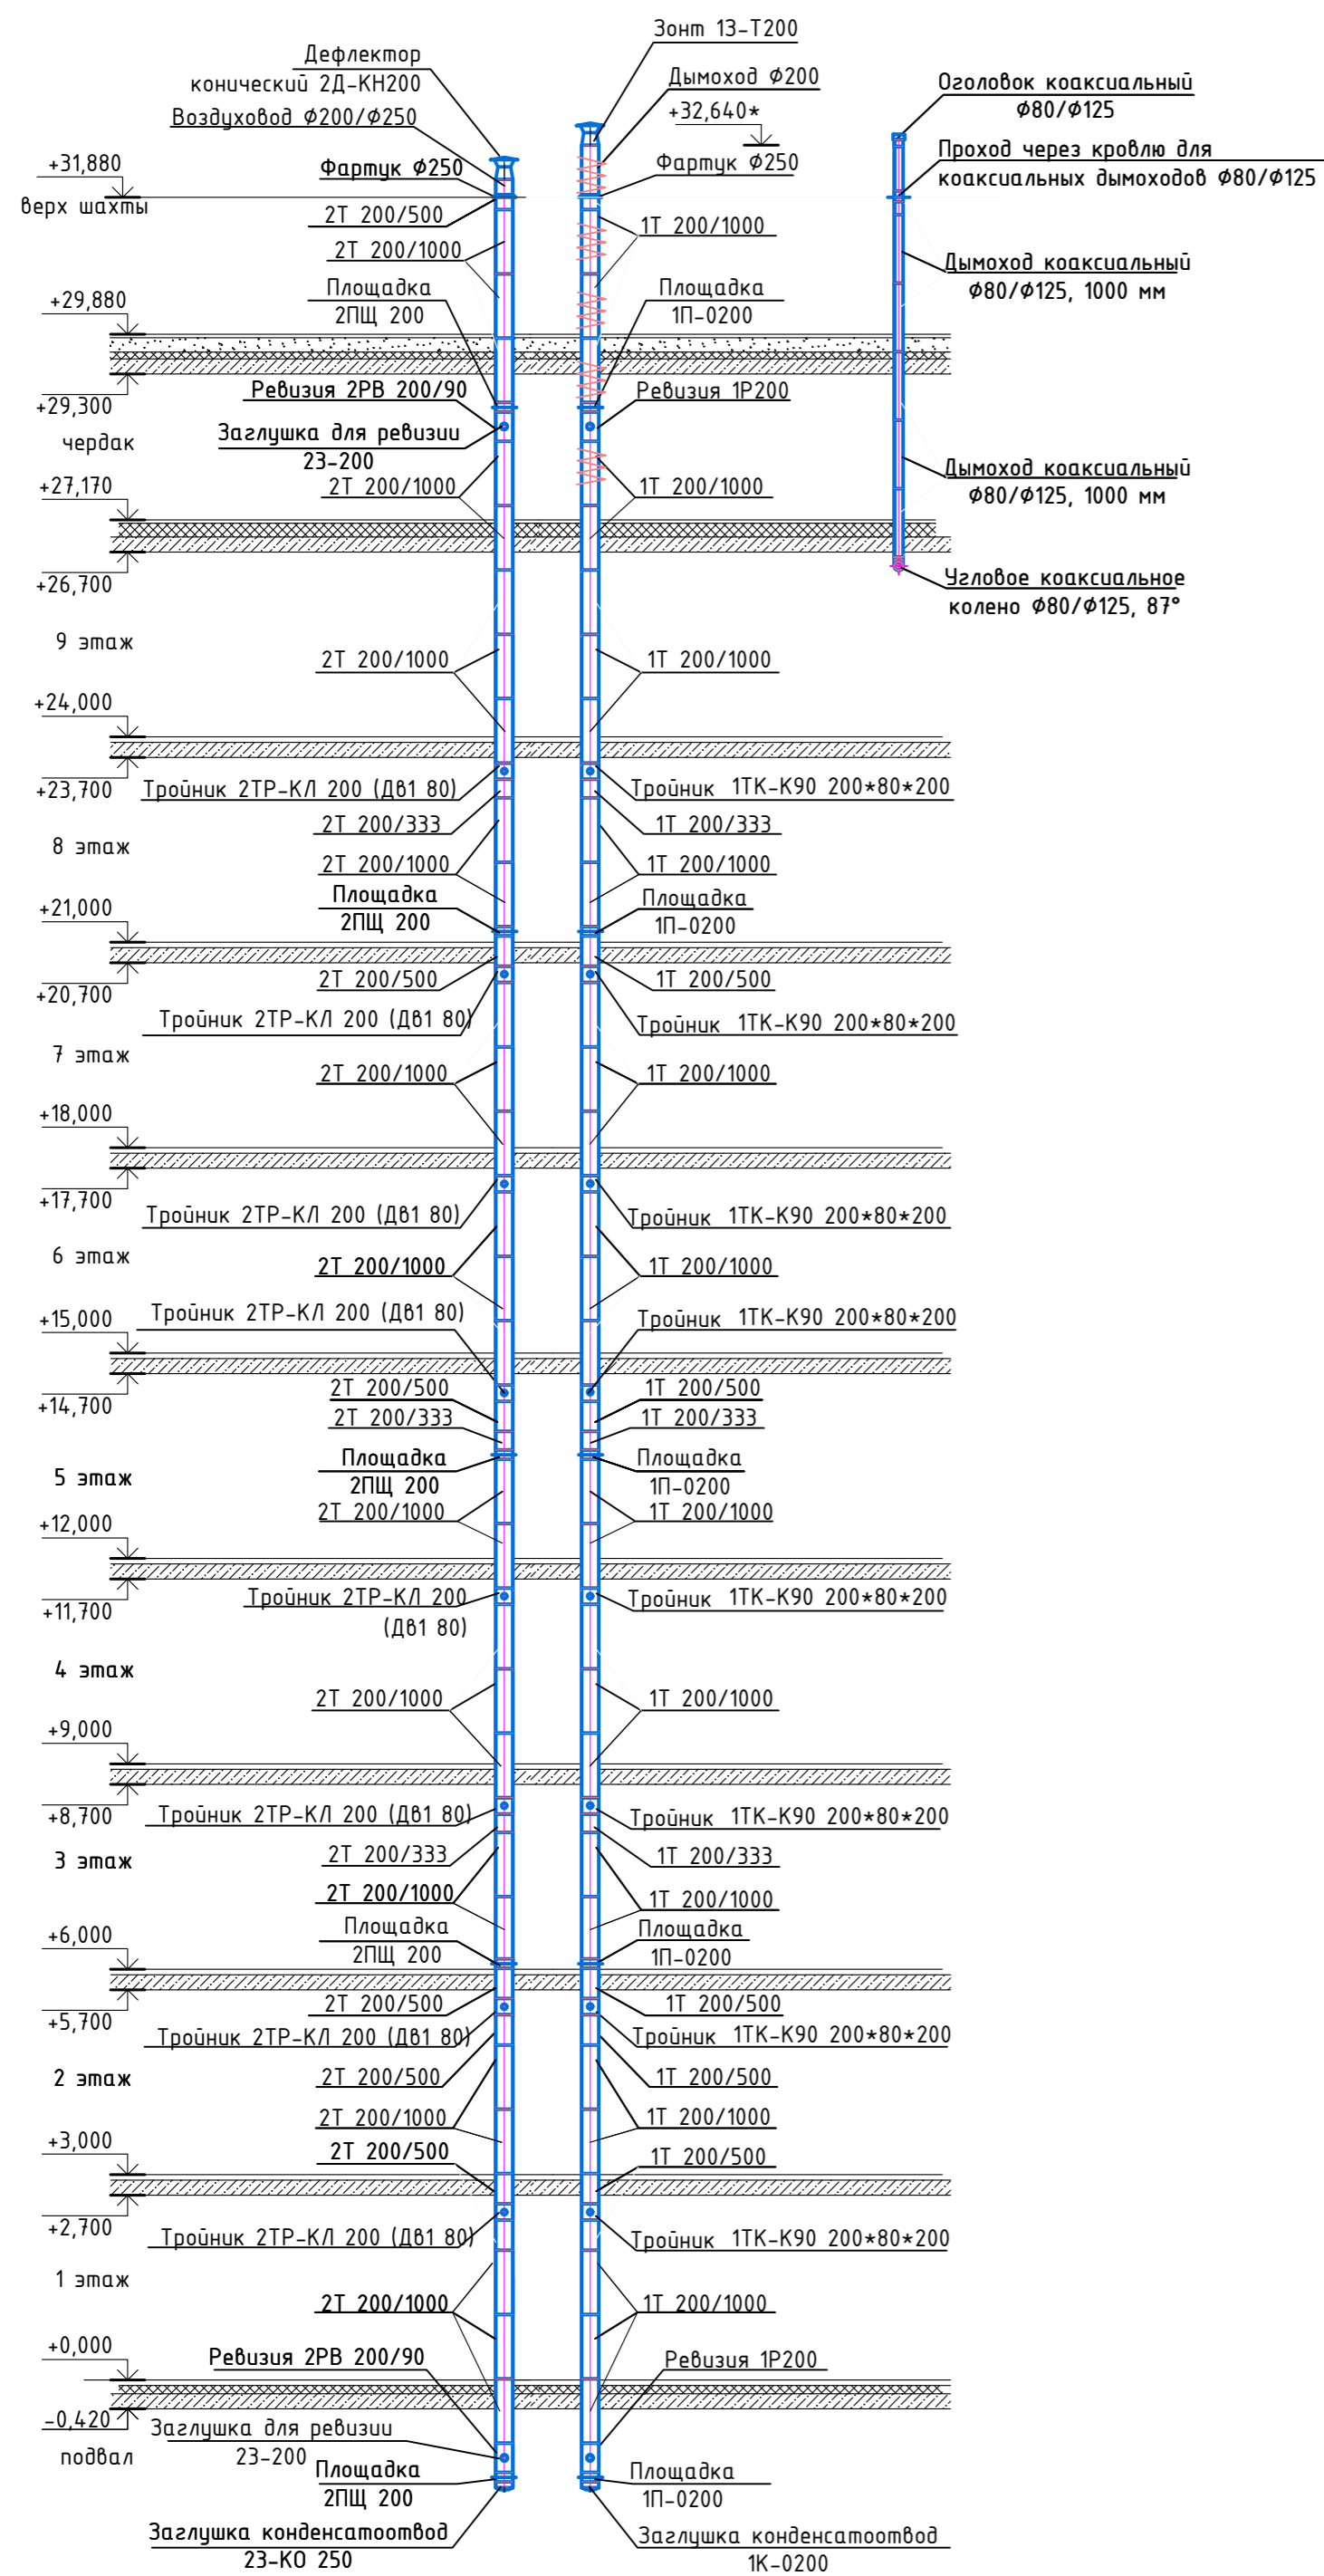 Зонт 13-Т200
Дефлектор
конический 2Д-КН200
Дымоход Ф200
Оголовок коаксиальный
Ф80/Ф125
Воздуховод Ф200/Ф250
+32,640*
Проход через кровлю для
коаксиальных дымоходов Ф80/Ф125
+31,880
верх шахты
Фартук Ф250
Фартук Ф250
2Т 200/500
1Т 200/1000
2Т 200/1000
Дымоход коаксиальный
Ф80/Ф125, 1000 мм
+29,880
Площадка
2ПЩ 200
Площадка
1П-0200
+29,300
Ревизия 2РВ 200/90
Ревизия 1Р200
чердак
Заглушка для ревизии
23-200
+27,170
2Т 200/1000
1Т 200/1000
Дымоход коаксиальный
Ф80/Ф125, 1000 мм
+26,700
Угловое коаксиальное
колено Ф80/Ф125, 87°
9 этаж
2Т 200/1000
1Т 200/1000
+24,000
+23,700
Тройник 2ТР-КЛ 200 (Дв1 80)
Тройник 1ТК-К90 200*80*200
2Т 200/333
1Т 200/333
8 этаж
2Т 200/1000
1Т 200/1000
+21,000
Площадка
2ПЩ 200
Площадка
1П-0200
+20,700
2Т 200/500
1Т 200/500
Тройник 2ТР-КЛ 200 (Дв1 80)
Тройник 1ТК-К90 200*80*200
7 этаж
2Т 200/1000
1Т 200/1000
+18,000
+17,700
Тройник 2ТР-КЛ 200 (Дв1 80)
Тройник 1ТК-К90 200*80*200
6 этаж
2Т 200/1000
1Т 200/1000
+15,000
Тройник 2ТР-КЛ 200 (Дв1 80)
Тройник 1ТК-К90 200*80*200
+14,700
2Т 200/500
1Т 200/500
2Т 200/333
1Т 200/333
5 этаж
Площадка
2ПЩ 200
Площадка
1П-0200
2Т 200/1000
1Т 200/1000
+12,000
+11,700
Тройник 2ТР-КЛ 200
(Дв1 80)
Тройник 1ТК-К90 200*80*200
4 этаж
2Т 200/1000
1Т 200/1000
+9,000
+8,700
Тройник 2ТР-КЛ 200 (Дв1 80)
Тройник 1ТК-К90 200*80*200
3 этаж
2Т 200/333
1Т 200/333
2Т 200/1000
1Т 200/1000
+6,000
Площадка
2ПЩ 200
Площадка
1П-0200
+5,700
2Т 200/500
1Т 200/500
Тройник 2ТР-КЛ 200 (Дв1 80)
Тройник 1ТК-К90 200*80*200
2 этаж
2Т 200/500
1Т 200/500
2Т 200/1000
1Т 200/1000
+3,000
2Т 200/500
1Т 200/500
+2,700
Тройник 2ТР-КЛ 200 (Дв1 80)
Тройник 1ТК-К90 200*80*200
1 этаж
2Т 200/1000
1Т 200/1000
+0,000
Ревизия 2РВ 200/90
Ревизия 1Р200
-0,420
подвал
Заглушка для ревизии
23-200
Площадка
2ПЩ 200
Площадка
1П-0200
Заглушка конденсатоотвод
23-КО 250
Заглушка конденсатоотвод
1К-0200